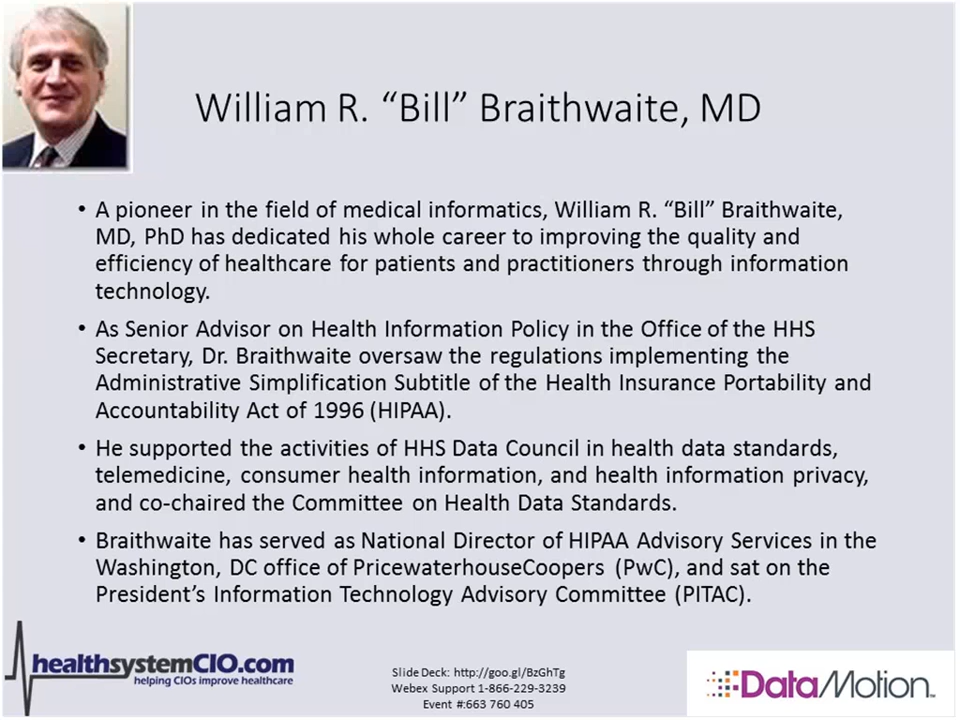 William R. “Bill” Braithwaite, MD
• A pioneer in the field of medical informatics, William R. “Bill” Braithwaite,
MD, PhD has dedicated his whole career to improving the quality and
efficiency of healthcare for patients and practitioners through information
technology.
• As Senior Advisor on Health Information Policy in the Office of the HHS
Secretary, Dr. Braithwaite oversaw the regulations implementing the
Administrative Simplification Subtitle of the Health Insurance Portability and
Accountability Act of 1996 (HIPAA).
• He supported the activities of HHS Data Council in health data standards,
telemedicine, consumer health information, and health information privacy,
and co-chaired the Committee on Health Data Standards.
• Braithwaite has served as National Director of HIPAA Advisory Services in the
Washington, DC office of PricewaterhouseCoopers (PwC), and sat on the
President’s Information Technology Advisory Committee (PITAC).
healthsystemCIO.com
helping CIOs improve healthcare
Slide Deck: http://goo.gl/BzGhTg
Webex Support 1-866-229-3239
Event #:663 760 405
DataMotion™